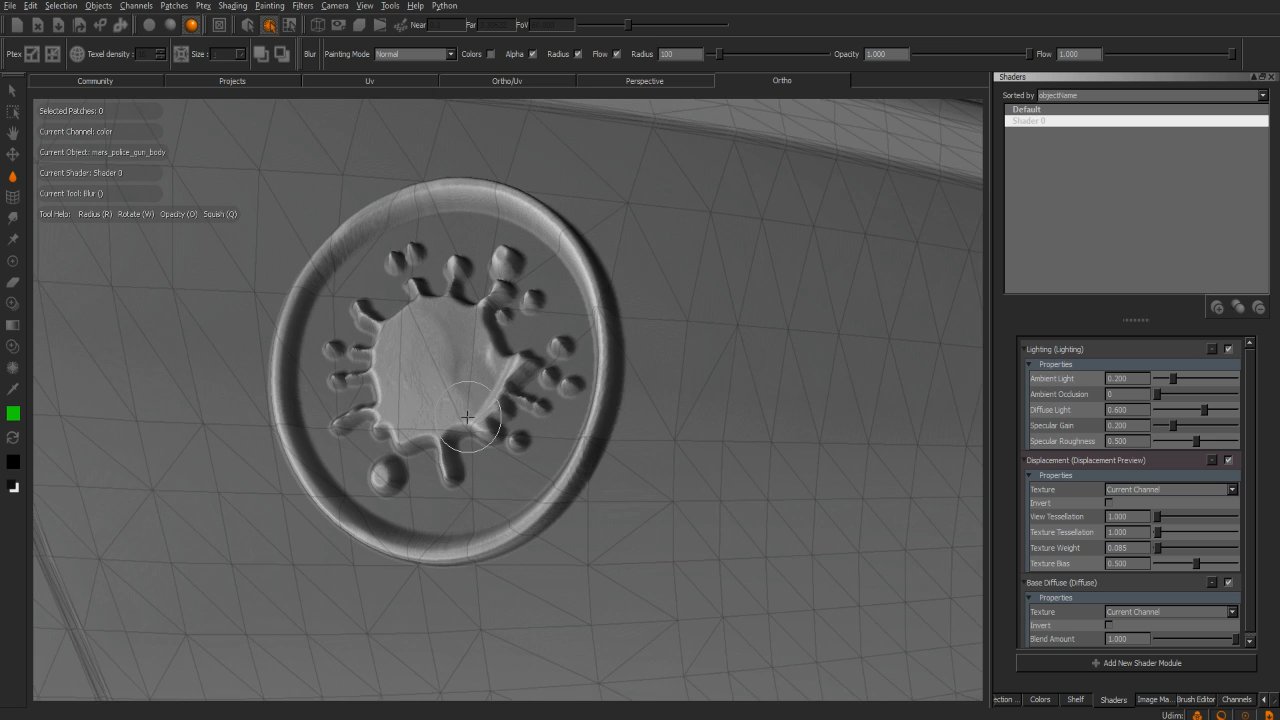 File Edit Selection Objects Channels Patches Ptex Shading Painting Filters Camera View Tools Help Python
Near Far FoV
Ptex Texel density : Size : Blur Painting Mode Normal Colors Alpha Radius Flow Radius 100 Opacity 1.000 Flow 1.000
Community Projects Uv Ortho/Uv Perspective Ortho
Selected Patches: 0
Current Channel: color
Current Object: mars_police_gun_body
Current Shader: Shader 0
Current Tool: Blur ()
Tool Help: Radius (R) Rotate (W) Opacity (O) Squish (Q)
Shaders
Sorted by objectName
Default
Shader 0
Lighting (Lighting)
Properties
Ambient Light 0.200
Ambient Occlusion 0
Diffuse Light 0.600
Specular Gain 0.200
Specular Roughness 0.500
Displacement (Displacement Preview)
Properties
Texture Current Channel
Invert
View Tessellation 1.000
Texture Tessellation 1.000
Texture Weight 0.085
Texture Bias 0.500
Base Diffuse (Diffuse)
Properties
Texture Current Channel
Invert
Blend Amount 1.000
Add New Shader Module
ection ... Colors Shelf Shaders Image Ma... Brush Editor Channels
Udim: